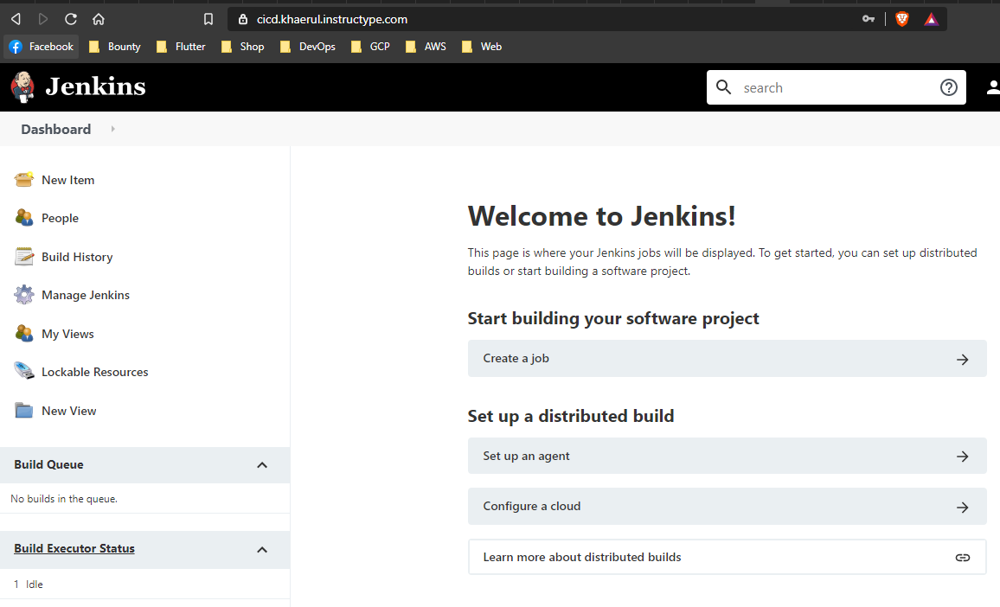 cicd.khaerul.instructype.com
Facebook Bounty Flutter Shop DevOps GCP AWS Web
Jenkins
search
Dashboard
New Item
People
Build History
Manage Jenkins
My Views
Lockable Resources
New View
Build Queue
No builds in the queue.
Build Executor Status
1 Idle
Welcome to Jenkins!
This page is where your Jenkins jobs will be displayed. To get started, you can set up distributed
builds or start building a software project.
Start building your software project
Create a job
Set up a distributed build
Set up an agent
Configure a cloud
Learn more about distributed builds